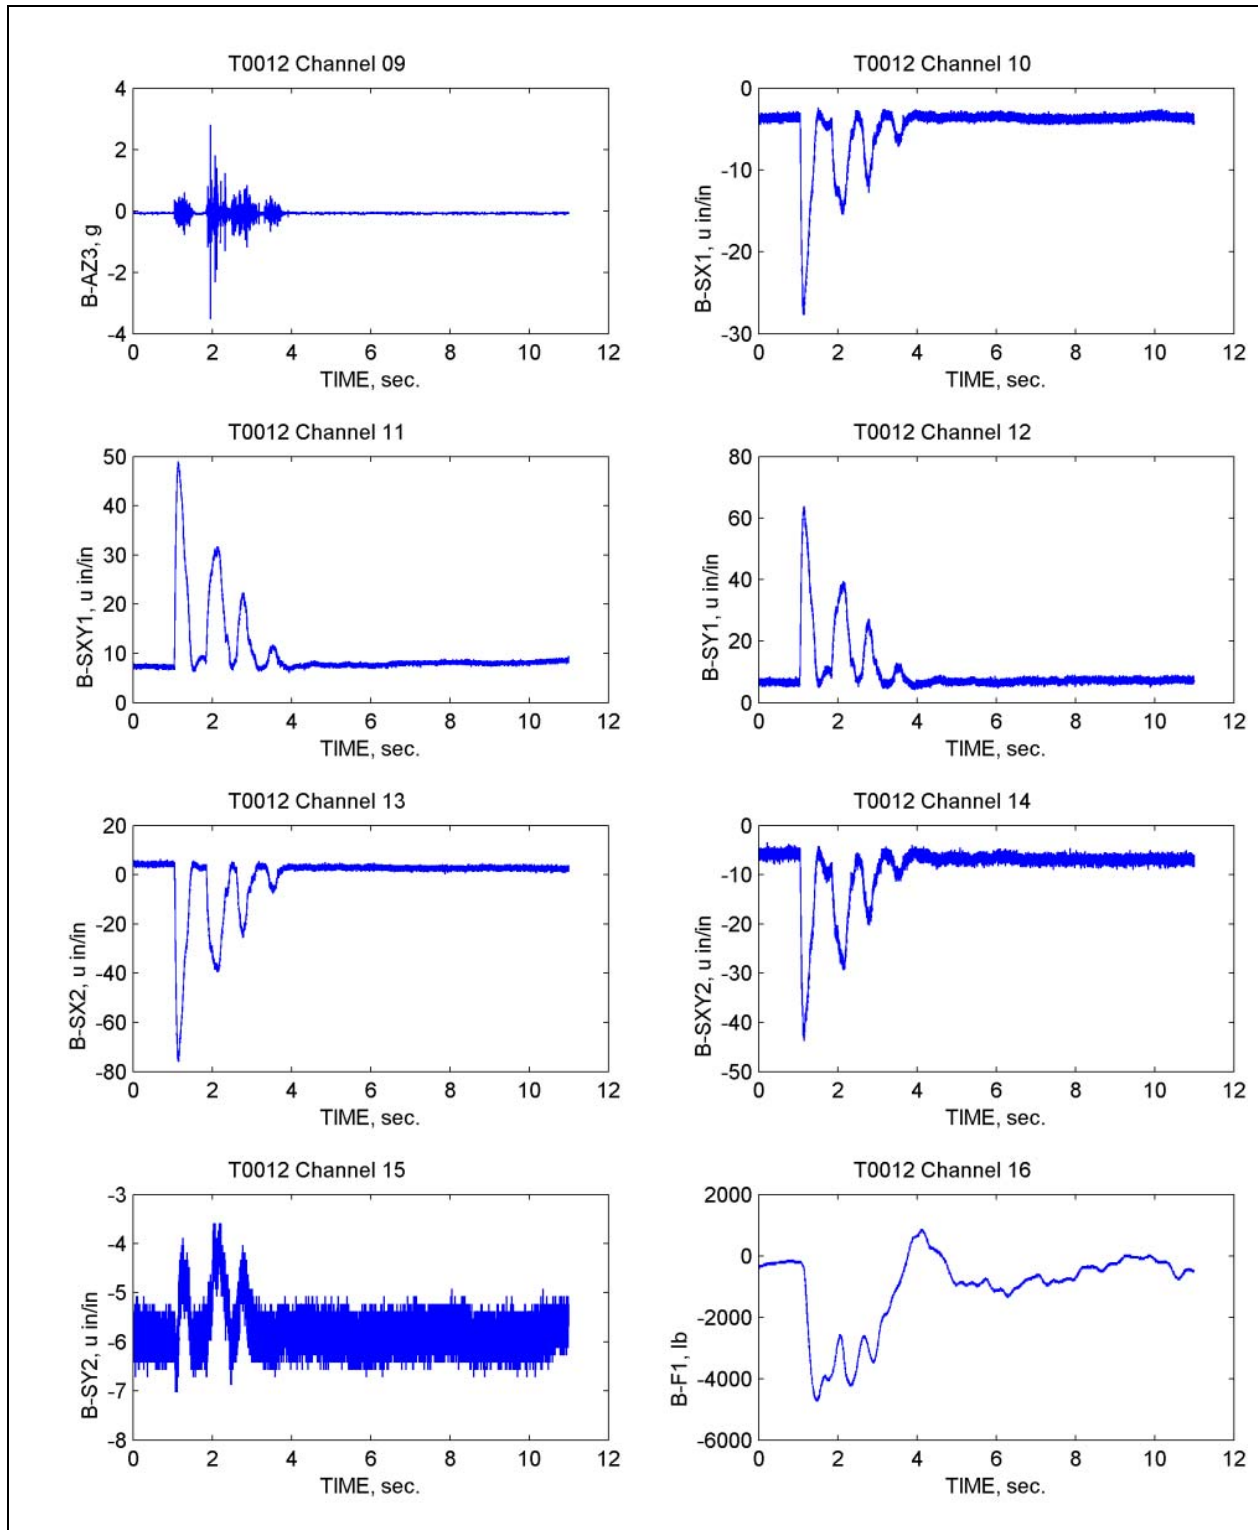 T0012 Channel 09
4
2
0
-2
-4
B-AZ3, g
0 2 4 6 8 10 12
TIME, sec.
T0012 Channel 10
0
-10
-20
-30
B-SX1, u in/in
0 2 4 6 8 10 12
TIME, sec.
T0012 Channel 11
50
40
30
20
10
0
B-SXY1, u in/in
0 2 4 6 8 10 12
TIME, sec.
T0012 Channel 12
80
60
40
20
0
B-SY1, u in/in
0 2 4 6 8 10 12
TIME, sec.
T0012 Channel 13
20
0
-20
-40
-60
-80
B-SX2, u in/in
0 2 4 6 8 10 12
TIME, sec.
T0012 Channel 14
0
-10
-20
-30
-40
-50
B-SXY2, u in/in
0 2 4 6 8 10 12
TIME, sec.
T0012 Channel 15
-3
-4
-5
-6
-7
-8
B-SY2, u in/in
0 2 4 6 8 10 12
TIME, sec.
T0012 Channel 16
2000
0
-2000
-4000
-6000
B-F1, lb
0 2 4 6 8 10 12
TIME, sec.